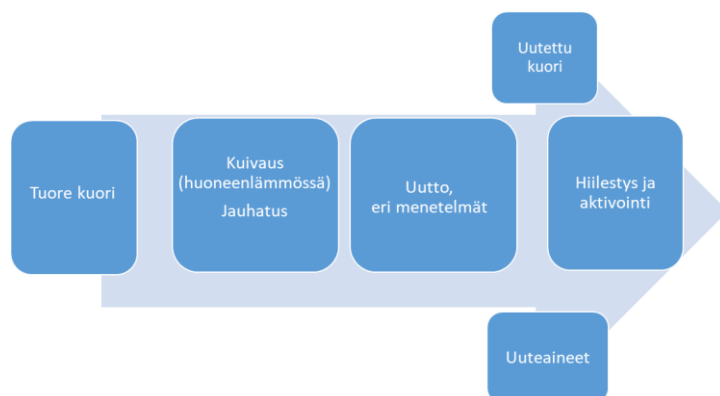 Tuore kuori
Kuivaus
(huoneenlämmössä)
Jauhatus
Uutto,
eri menetelmät
Uutettu
kuori
Hiilestys ja
aktivointi
Uuteaineet